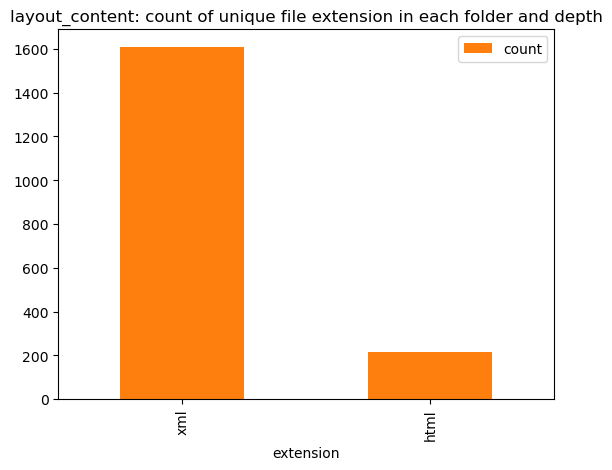 layout_content: count of unique file extension in each folder and depth
count
1600
1400
1200
1000
800
600
400
200
0
xml
html
extension